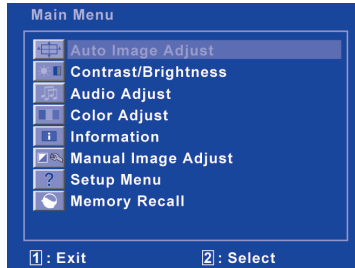 Main Menu
Auto Image Adjust
Contrast/Brightness
Audio Adjust
Color Adjust
Information
Manual Image Adjust
Setup Menu
Memory Recall
1 : Exit 2 : Select